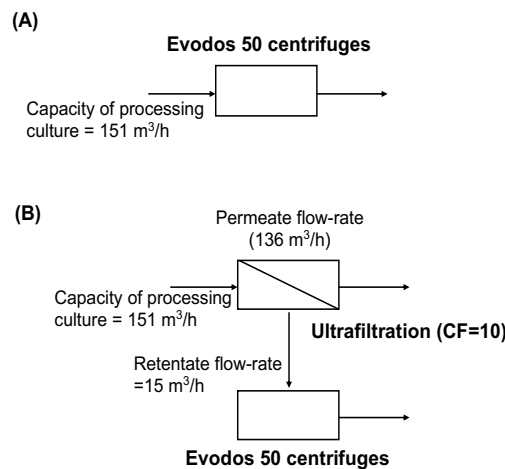 (A)
Evodos 50 centrifuges
Capacity of processing
culture = 151 m³/h
(B)
Permeate flow-rate
(136 m³/h)
Capacity of processing
culture = 151 m³/h
Ultrafiltration (CF=10)
Retentate flow-rate
=15 m³/h
Evodos 50 centrifuges